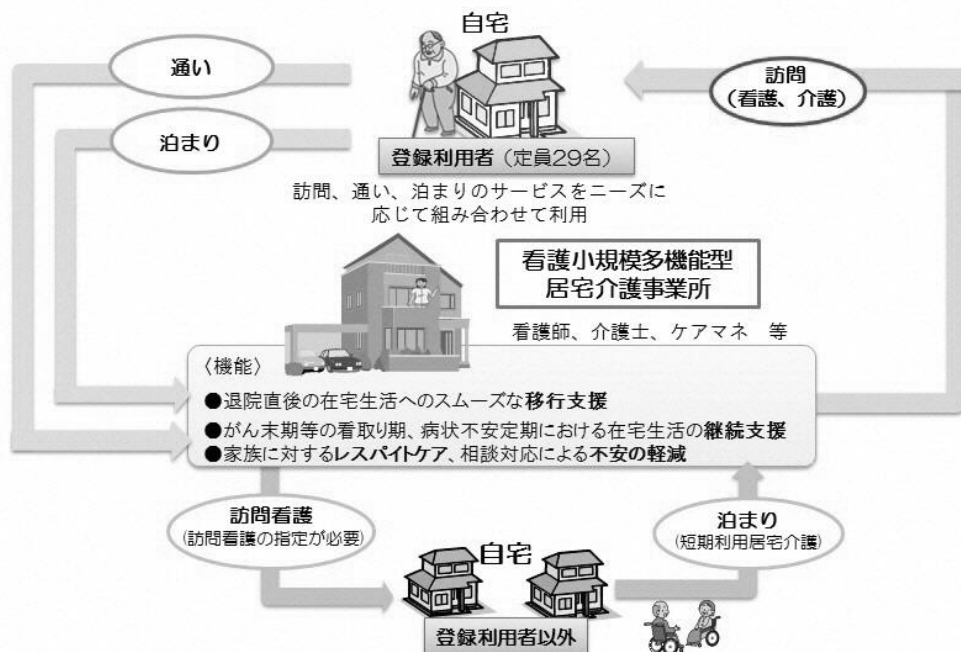 自宅
通い
訪問
(看護、介護)
泊まり
登録利用者(定員29名)
訪問、通い、泊まりのサービスをニーズに
応じて組み合わせて利用
看護小規模多機能型
居宅介護事業所
看護師、介護士、ケアマネ 等
〈機能〉
●退院直後の在宅生活へのスムーズな移行支援
●がん末期等の看取り期、病状不安定期における在宅生活の継続支援
●家族に対するレスパイトケア、相談対応による不安の軽減
訪問看護
(訪問看護の指定が必要)
泊まり
(短期利用居宅介護)
自宅
登録利用者以外